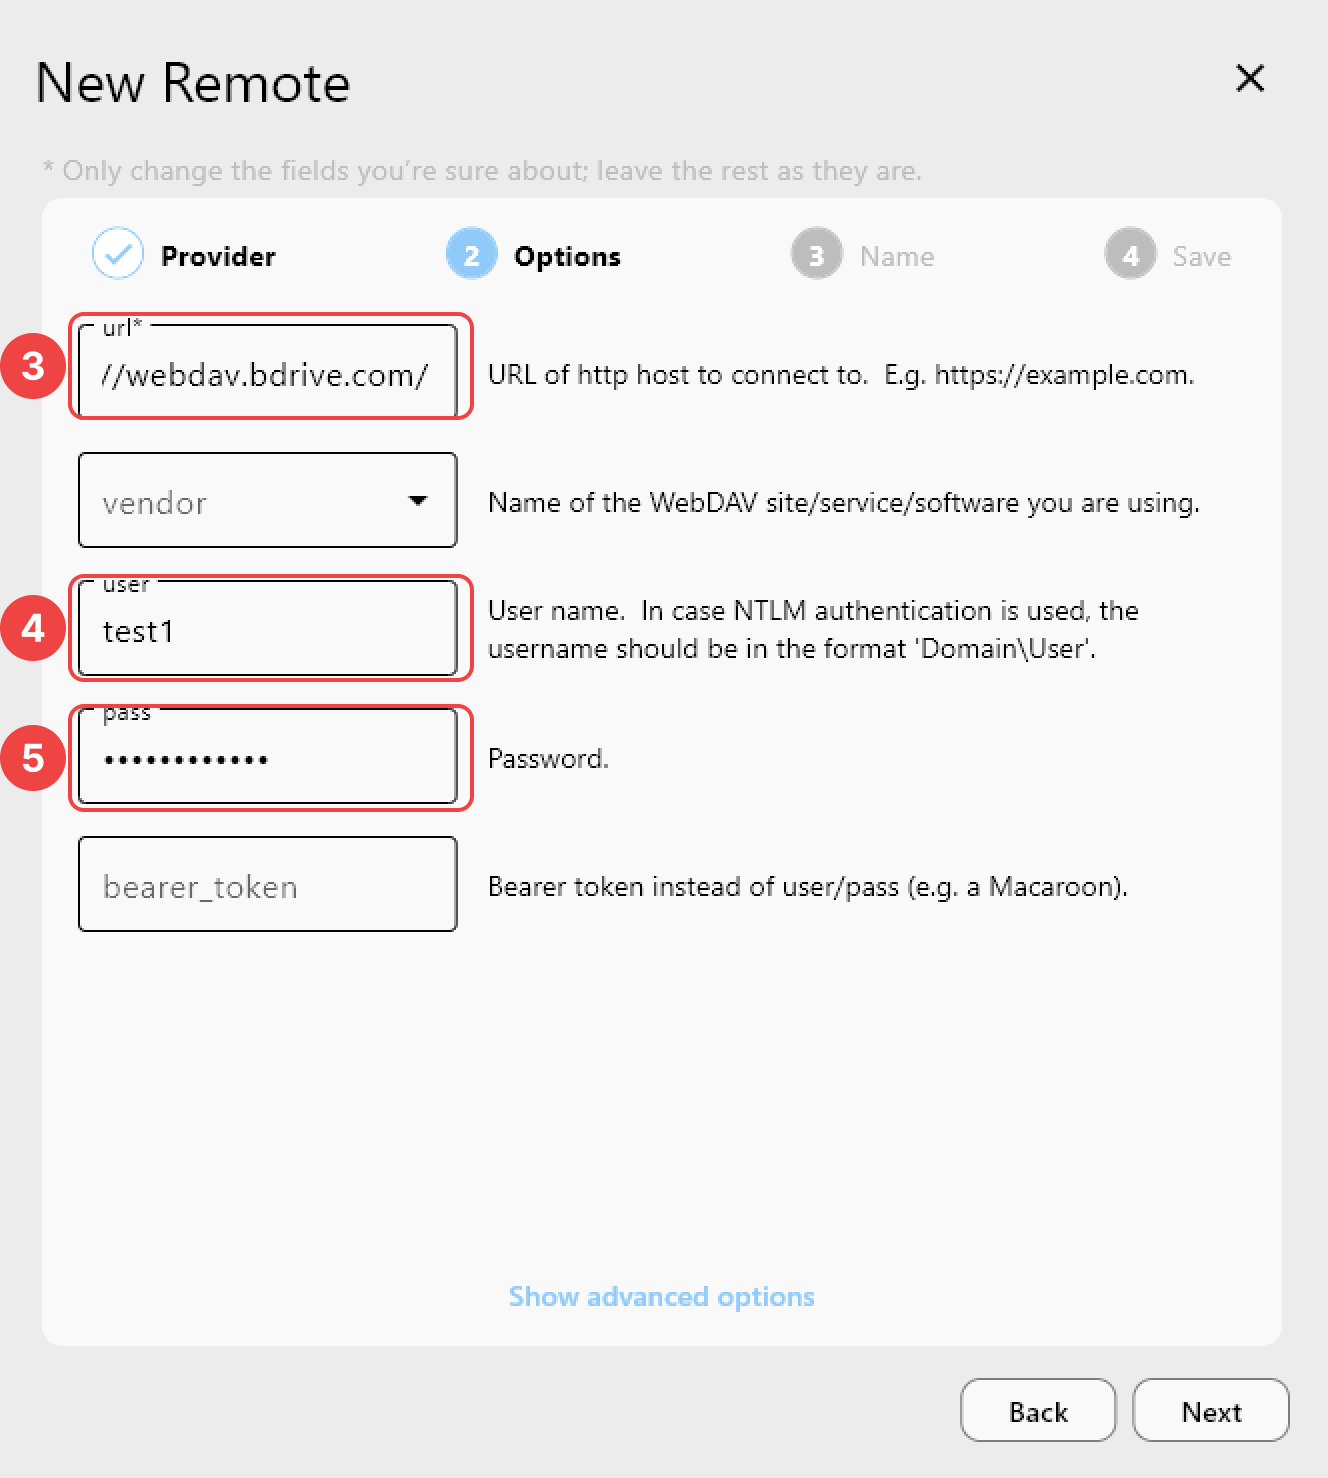 New Remote
* Only change the fields you're sure about; leave the rest as they are.
Provider
2 Options
3 Name
4 Save
3
url*
//webdav.bdrive.com/
URL of http host to connect to.  E.g. https://example.com.
vendor
Name of the WebDAV site/service/software you are using.
4
user
test1
User name.  In case NTLM authentication is used, the
username should be in the format 'Domain\User'.
5
pass
••••••••••••
Password.
bearer_token
Bearer token instead of user/pass (e.g. a Macaroon).
Show advanced options
Back
Next